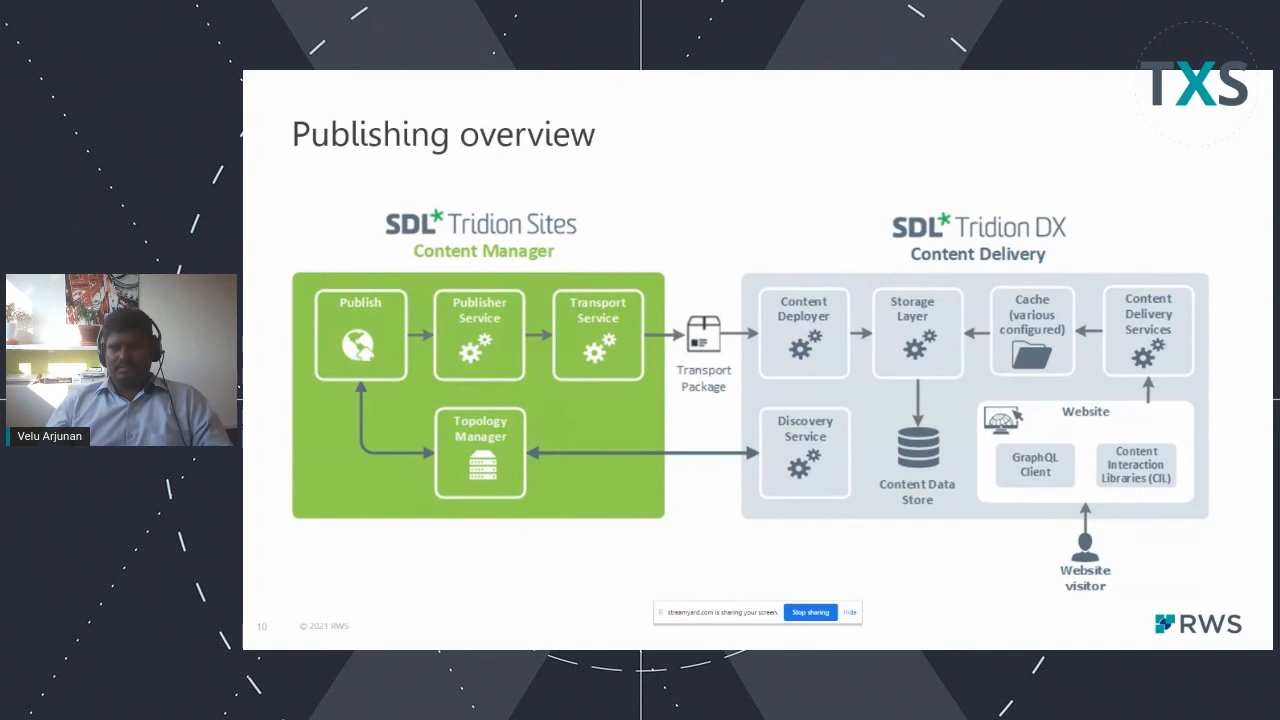 TXS
Publishing overview
SDL* Tridion Sites
Content Manager
SDL* Tridion DX
Content Delivery
Publish
Publisher
Service
Transport
Service
Transport
Package
Topology
Manager
Content
Deployer
Storage
Layer
Cache
(various
configured)
Content
Delivery
Services
Discovery
Service
Content Data
Store
Website
GraphQL
Client
Content
Interaction
Libraries (CIL)
Website
visitor
Velu Arjunan
streamyard.com is sharing your screen.
Stop sharing
Hide
10
© 2021 RWS
RWS